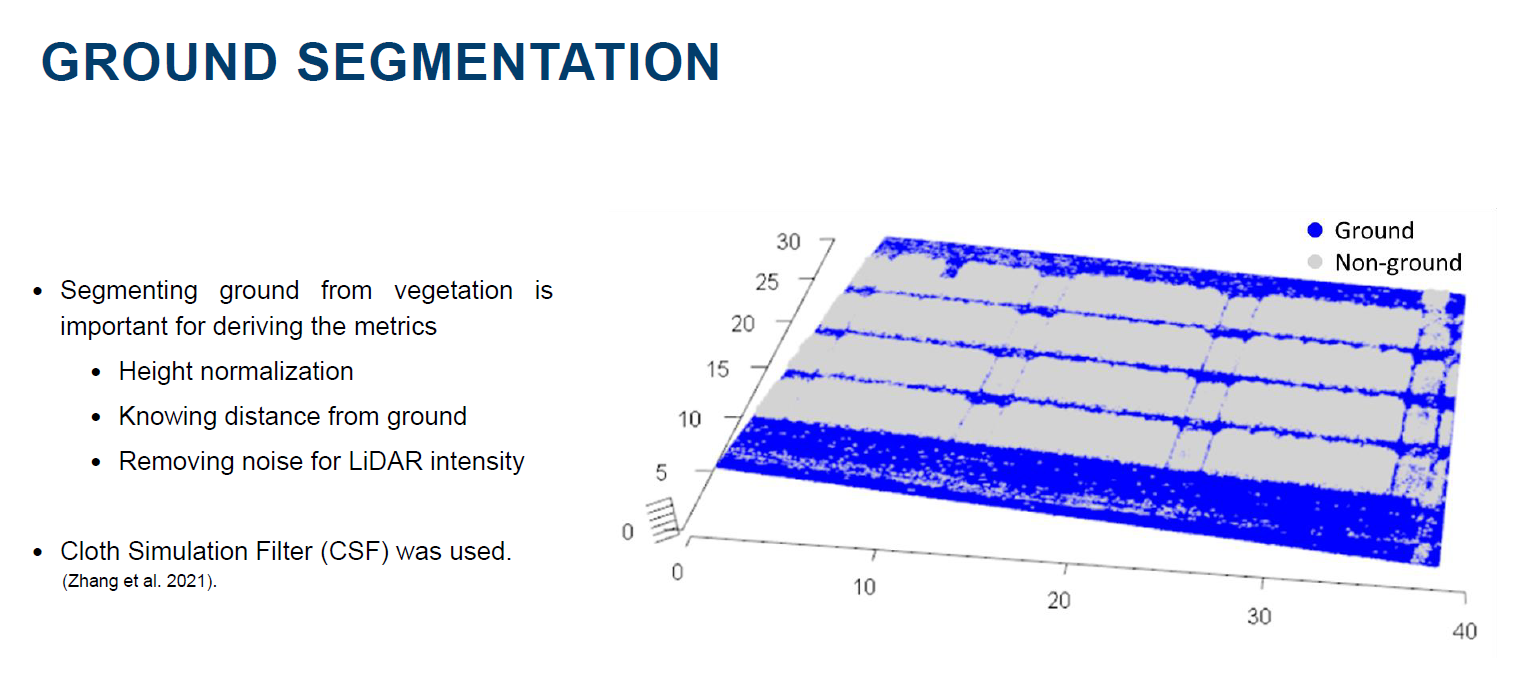 GROUND SEGMENTATION
• Segmenting ground from vegetation is
important for deriving the metrics
• Height normalization
• Knowing distance from ground
• Removing noise for LiDAR intensity
• Cloth Simulation Filter (CSF) was used.
(Zhang et al. 2021).
Ground
Non-ground
30
25
20
15
10
5
0
0
10
20
30
40